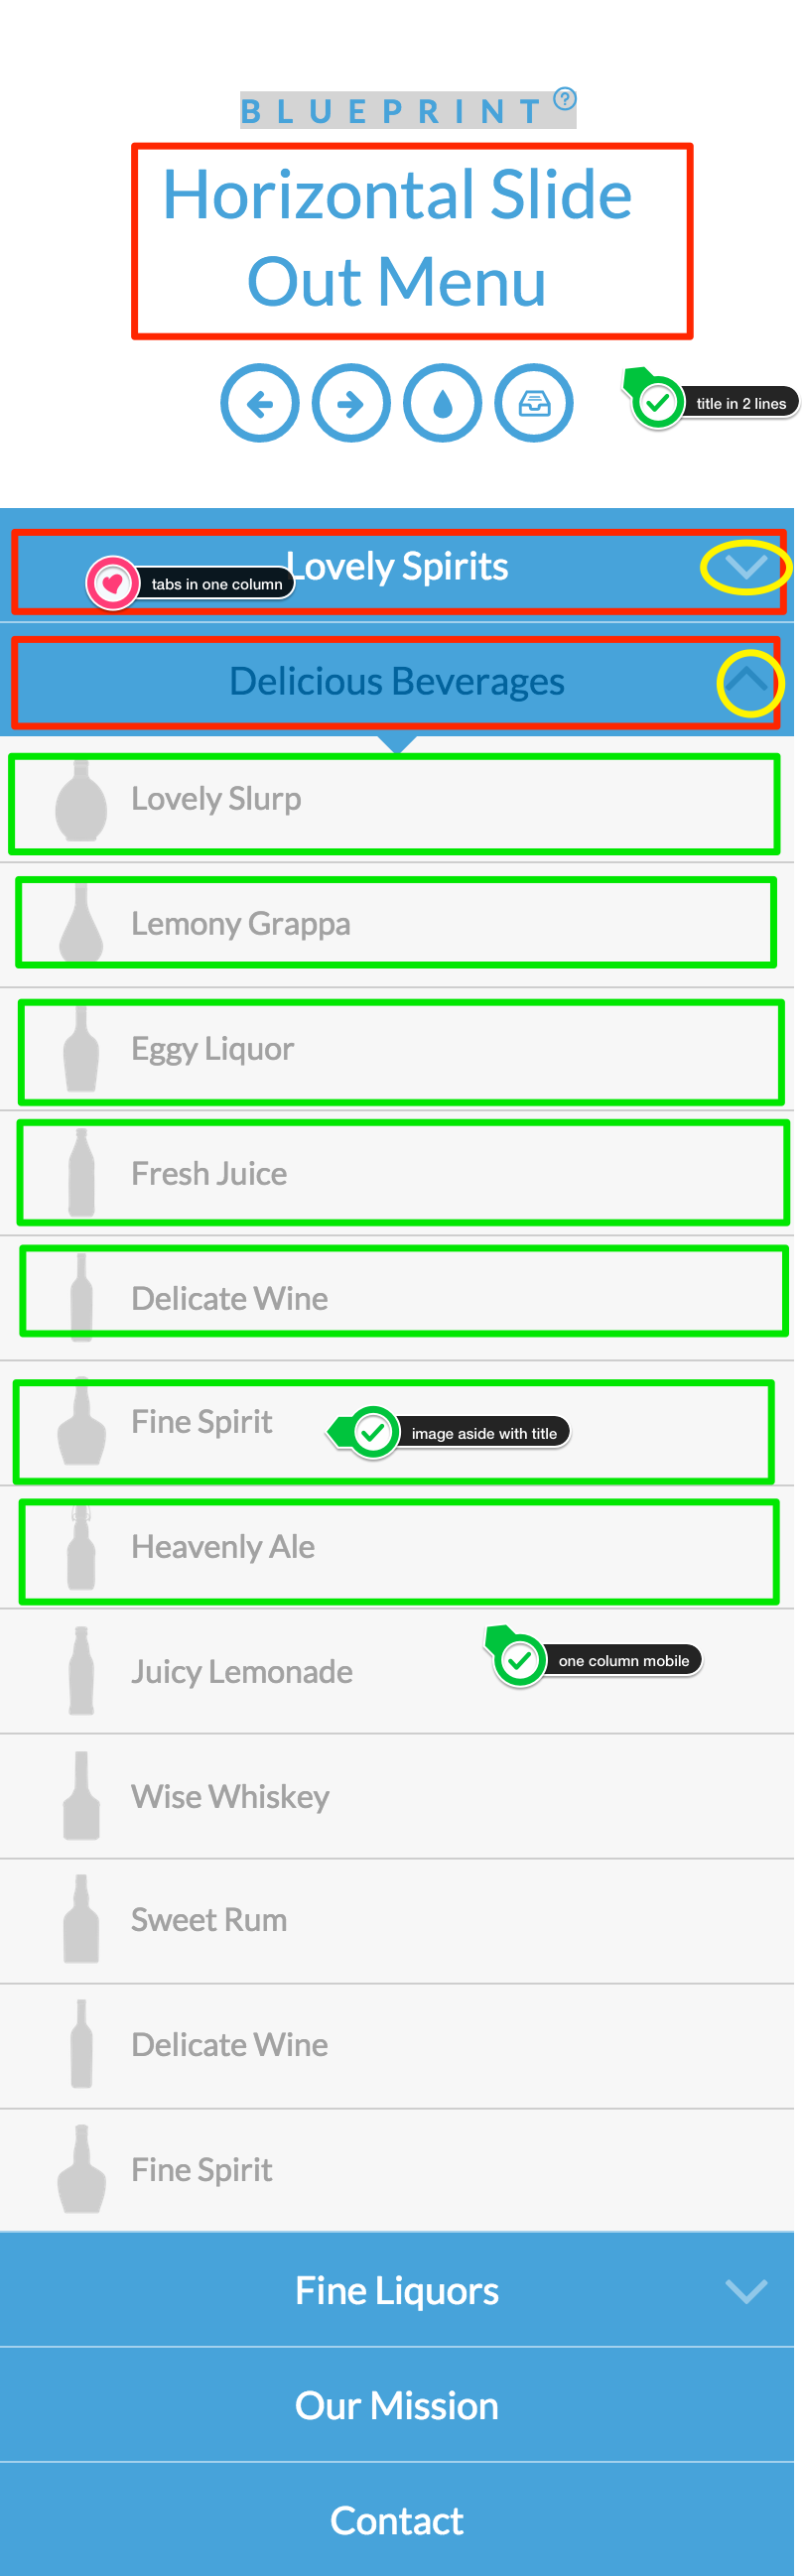 BLUEPRINT ?
Horizontal Slide
Out Menu
title in 2 lines
Lovely Spirits
tabs in one column
Delicious Beverages
Lovely Slurp
Lemony Grappa
Eggy Liquor
Fresh Juice
Delicate Wine
Fine Spirit
image aside with title
Heavenly Ale
Juicy Lemonade
one column mobile
Wise Whiskey
Sweet Rum
Delicate Wine
Fine Spirit
Fine Liquors
Our Mission
Contact